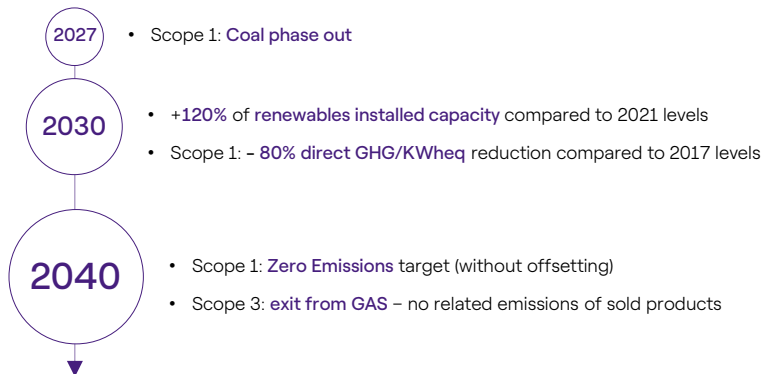 2027
• Scope 1: Coal phase out
2030
• +120% of renewables installed capacity compared to 2021 levels
• Scope 1: - 80% direct GHG/KWheq reduction compared to 2017 levels
2040
• Scope 1: Zero Emissions target (without offsetting)
• Scope 3: exit from GAS – no related emissions of sold products